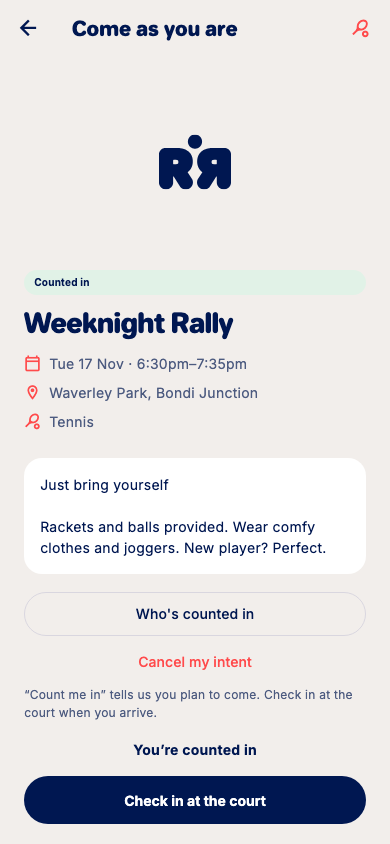 Come as you are
RЯ
Counted in
Weeknight Rally
Tue 17 Nov · 6:30pm–7:35pm
Waverley Park, Bondi Junction
Tennis
Just bring yourself
Rackets and balls provided. Wear comfy
clothes and joggers. New player? Perfect.
Who's counted in
Cancel my intent
“Count me in” tells us you plan to come. Check in at the
court when you arrive.
You’re counted in
Check in at the court